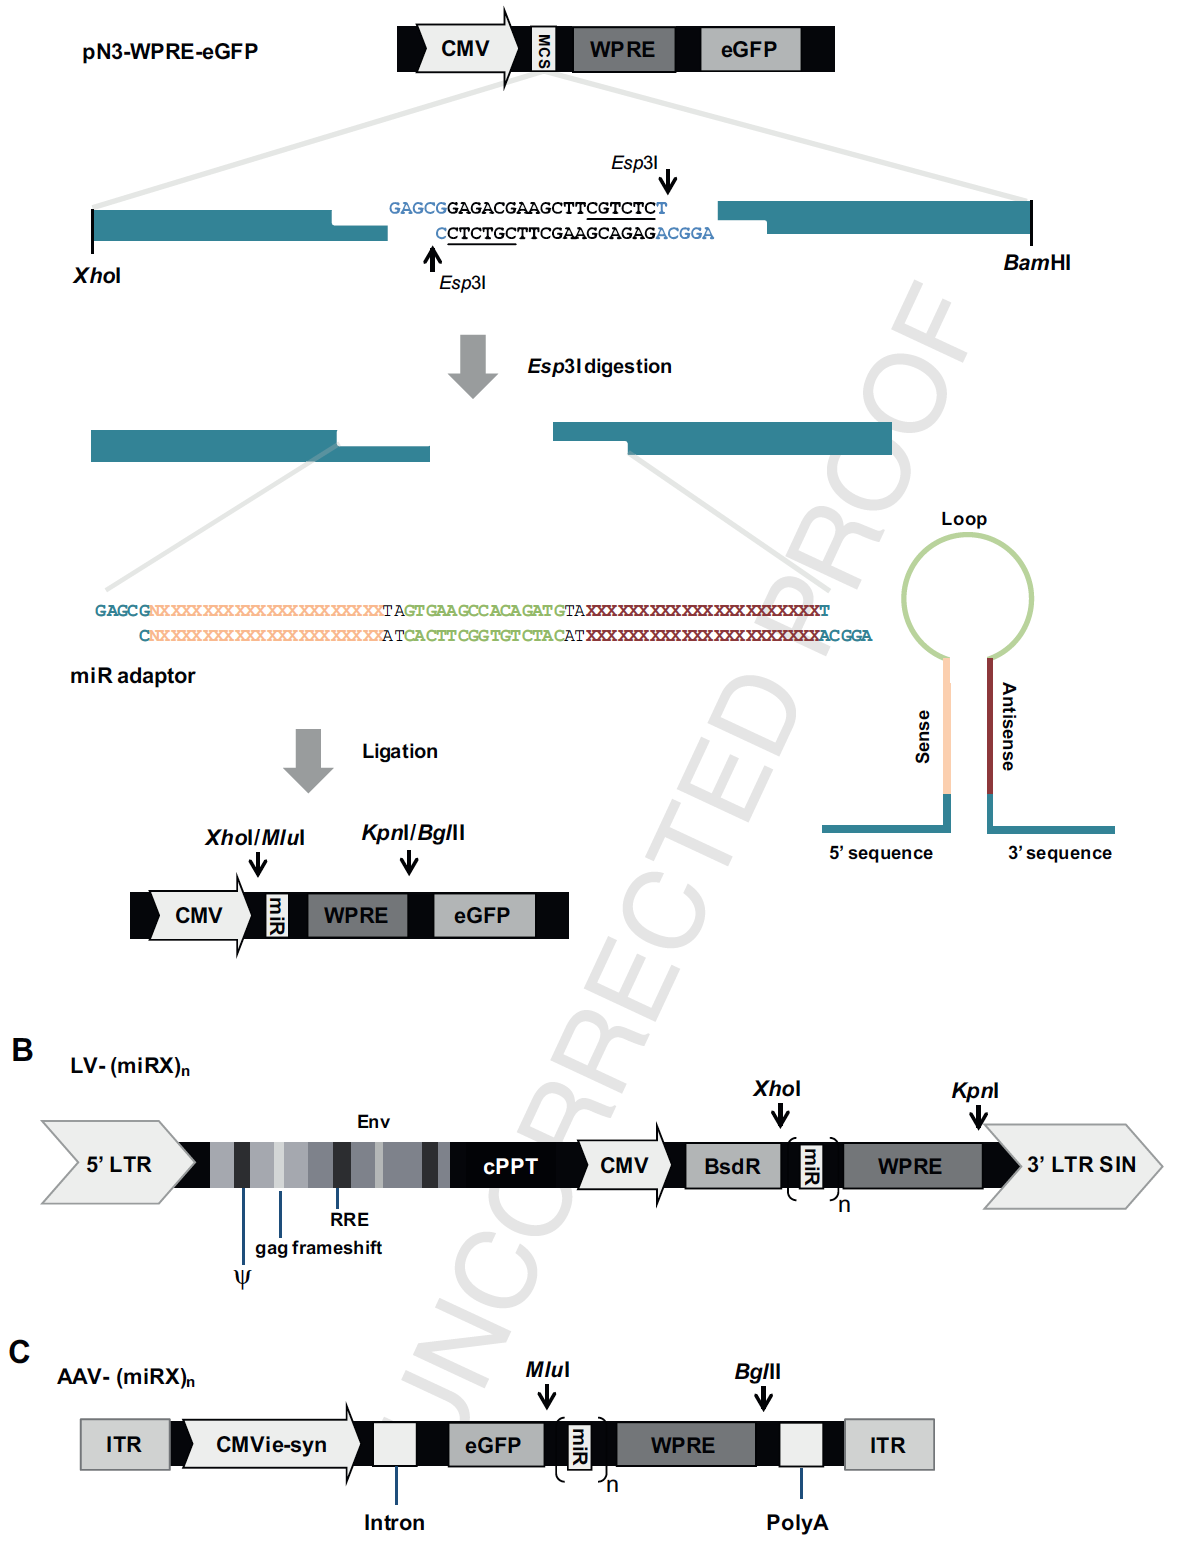 pN3-WPRE-eGFP
CMV
MCS
WPRE
eGFP
Esp3I
GAGCGGAGACGAAGCTTCGTCTCT
CCTCTGCTTCGAAGCAGAGACGGA
Esp3I
XhoI
BamHI
Esp3I digestion
Loop
GAGCGNXXXXXXXXXXXXXXXXXXXXXTAGTGAAGCCACAGATGTAXXXXXXXXXXXXXXXXXXXXXXT
CNXXXXXXXXXXXXXXXXXXXXXATCACTTCGGTGTCTACATXXXXXXXXXXXXXXXXXXXXXXACGGA
miR adaptor
Sense
Antisense
Ligation
5’ sequence
3’ sequence
XhoI/MluI
KpnI/BglII
CMV
miR
WPRE
eGFP
B
LV- (miRX)n
XhoI
KpnI
Env
5’ LTR
cPPT
CMV
BsdR
miR
n
WPRE
3’ LTR SIN
RRE
gag frameshift
ψ
C
AAV- (miRX)n
MluI
BglII
ITR
CMVie-syn
eGFP
miR
n
WPRE
ITR
Intron
PolyA
UNCORRECTED PROOF